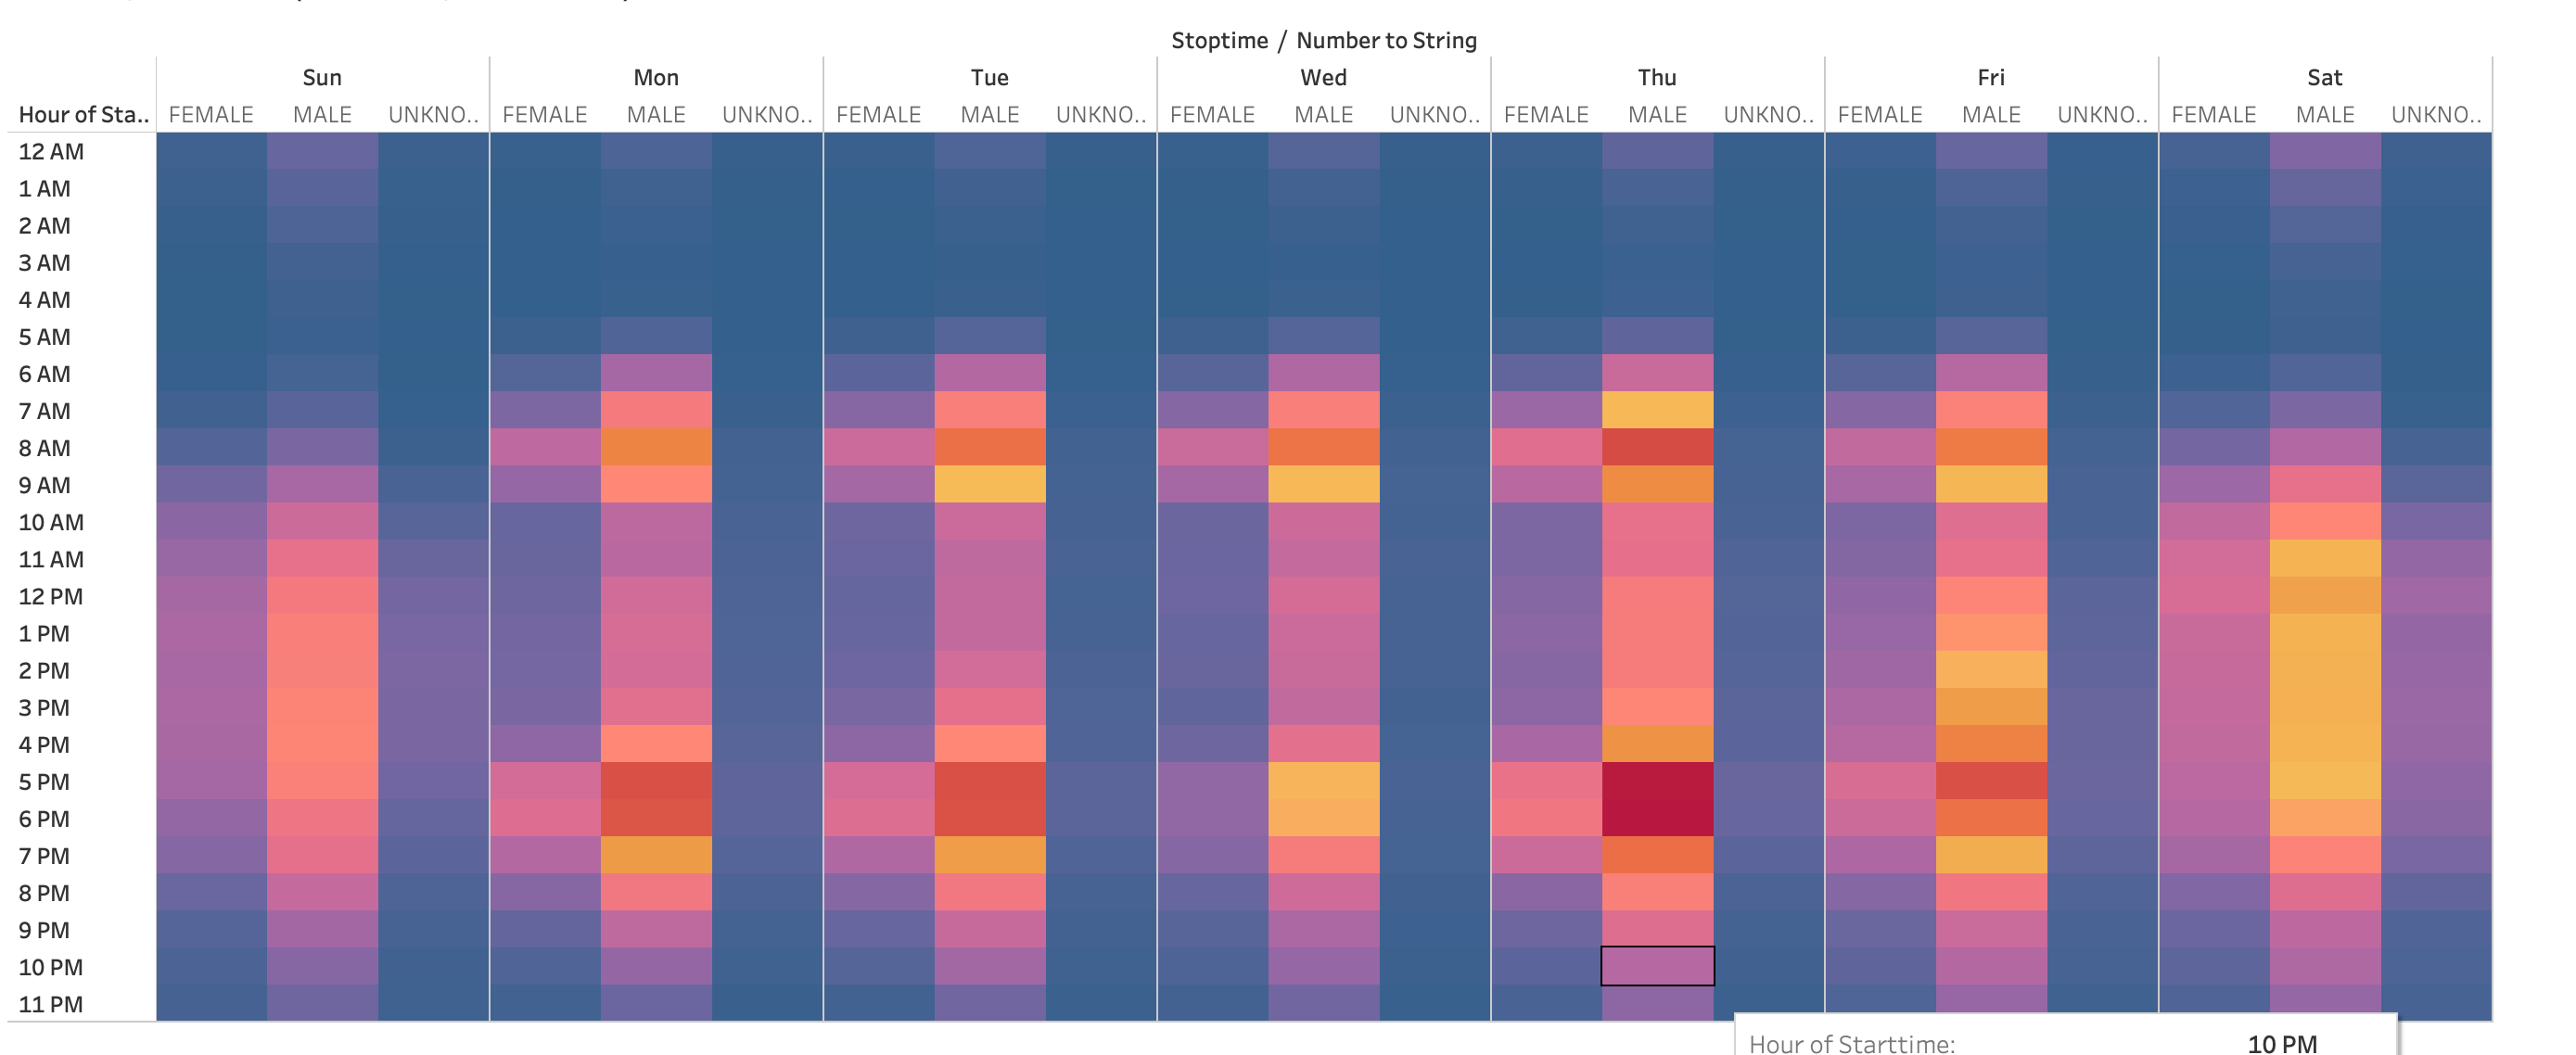 Stoptime / Number to String
Sun Mon Tue Wed Thu Fri Sat
Hour of Sta.. FEMALE MALE UNKNO.. FEMALE MALE UNKNO.. FEMALE MALE UNKNO.. FEMALE MALE UNKNO.. FEMALE MALE UNKNO.. FEMALE MALE UNKNO.. FEMALE MALE UNKNO..
12 AM
1 AM
2 AM
3 AM
4 AM
5 AM
6 AM
7 AM
8 AM
9 AM
10 AM
11 AM
12 PM
1 PM
2 PM
3 PM
4 PM
5 PM
6 PM
7 PM
8 PM
9 PM
10 PM
11 PM
Hour of Starttime: 10 PM